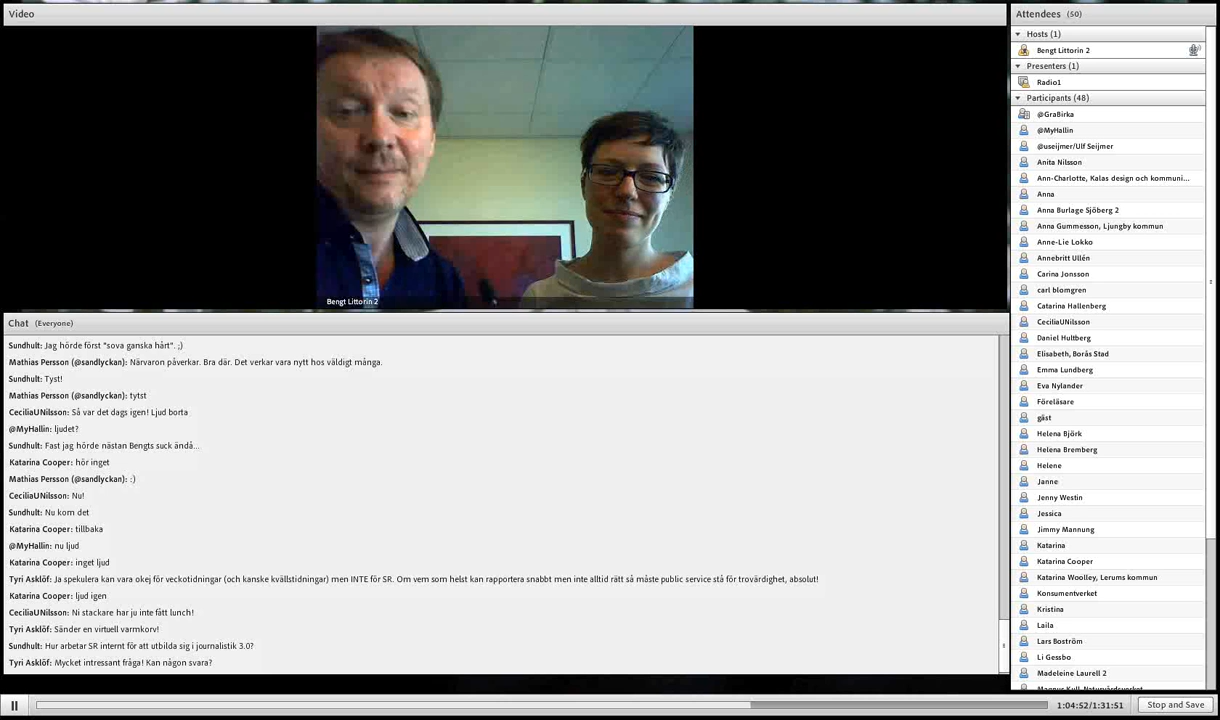 Video
Bengt Littorin 2
Chat (Everyone)
Sundhult: Jag hörde först "sova ganska hårt". ;)
Mathias Persson (@sandlyckan): Närvaron påverkar. Bra där. Det verkar vara nytt hos väldigt många.
Sundhult: Tyst!
Mathias Persson (@sandlyckan): tytst
CeciliaUNilsson: Så var det dags igen! Ljud borta
@MyHallin: ljudet?
Sundhult: Fast jag hörde nästan Bengts suck ändå...
Katarina Cooper: hör inget
Mathias Persson (@sandlyckan): :)
CeciliaUNilsson: Nu!
Sundhult: Nu kom det
Katarina Cooper: tillbaka
@MyHallin: nu ljud
Katarina Cooper: inget ljud
Tyri Asklöf: Ja spekulera kan vara okej för veckotidningar (och kanske kvällstidningar) men INTE för SR. Om vem som helst kan rapportera snabbt men inte alltid rätt så måste public service stå för trovärdighet, absolut!
Katarina Cooper: ljud igen
CeciliaUNilsson: Ni stackare har ju inte fått lunch!
Tyri Asklöf: Sänder en virtuell varmkorv!
Sundhult: Hur arbetar SR internt för att utbilda sig i journalistik 3.0?
Tyri Asklöf: Mycket intressant fråga! Kan någon svara?
Attendees (50)
Hosts (1)
Bengt Littorin 2
Presenters (1)
Radio1
Participants (48)
@GraBirka
@MyHallin
@useijmer/Ulf Seijmer
Anita Nilsson
Ann-Charlotte, Kalas design och kommuni...
Anna
Anna Burlage Sjöberg 2
Anna Gummesson, Ljungby kommun
Anne-Lie Lokko
Annebritt Ullén
Carina Jonsson
carl blomgren
Catarina Hallenberg
CeciliaUNilsson
Daniel Hultberg
Elisabeth, Borås Stad
Emma Lundberg
Eva Nylander
Föreläsare
gäst
Helena Björk
Helena Bremberg
Helene
Janne
Jenny Westin
Jessica
Jimmy Mannung
Katarina
Katarina Cooper
Katarina Woolley, Lerums kommun
Konsumentverket
Kristina
Laila
Lars Boström
Li Gessbo
Madeleine Laurell 2
Magnus Kull, Naturvårdsverket
1:04:52/1:31:51
Stop and Save